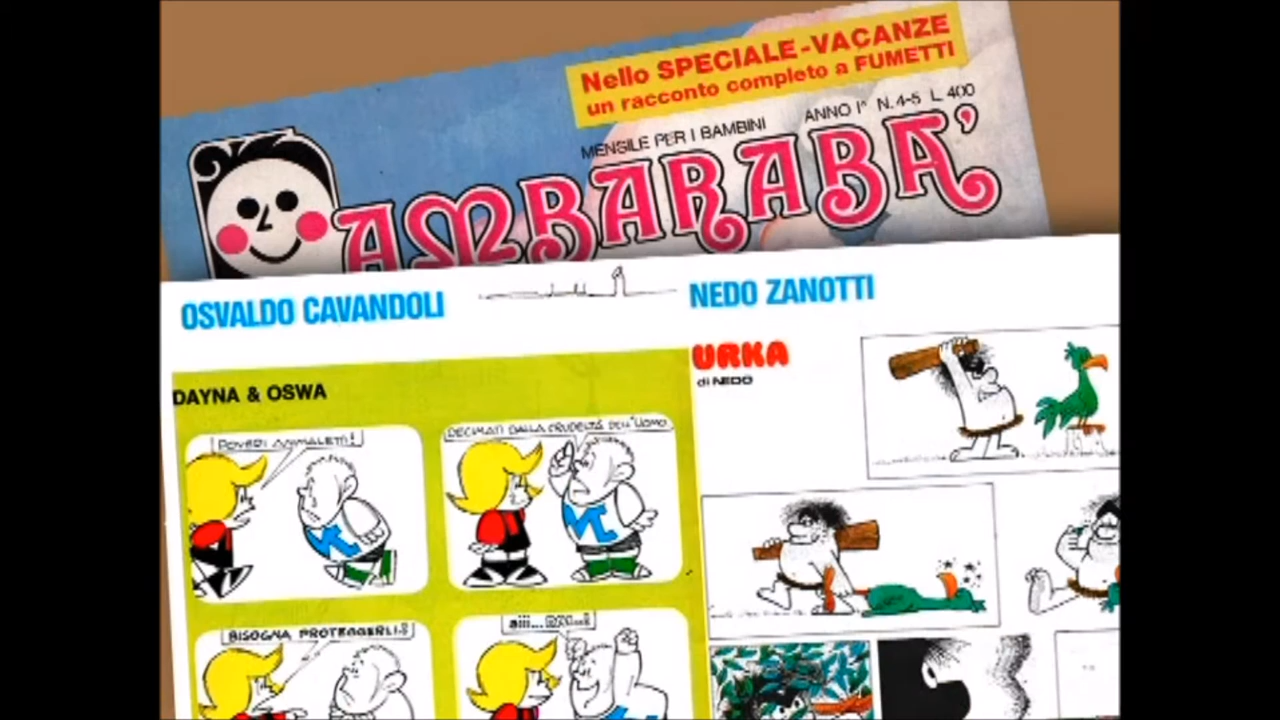 Nello SPECIALE-VACANZE
un racconto completo a FUMETTI
MENSILE PER I BAMBINI ANNO I° N. 4-5 L. 400
AMBARABA'
OSVALDO CAVANDOLI
NEDO ZANOTTI
URKA
di NEDO
DAYNA & OSWA
POVERI ANIMALETTI!
DECIMATI DALLA CRUDELTÀ DELL'UOMO
BISOGNA PROTEGGERLI!!